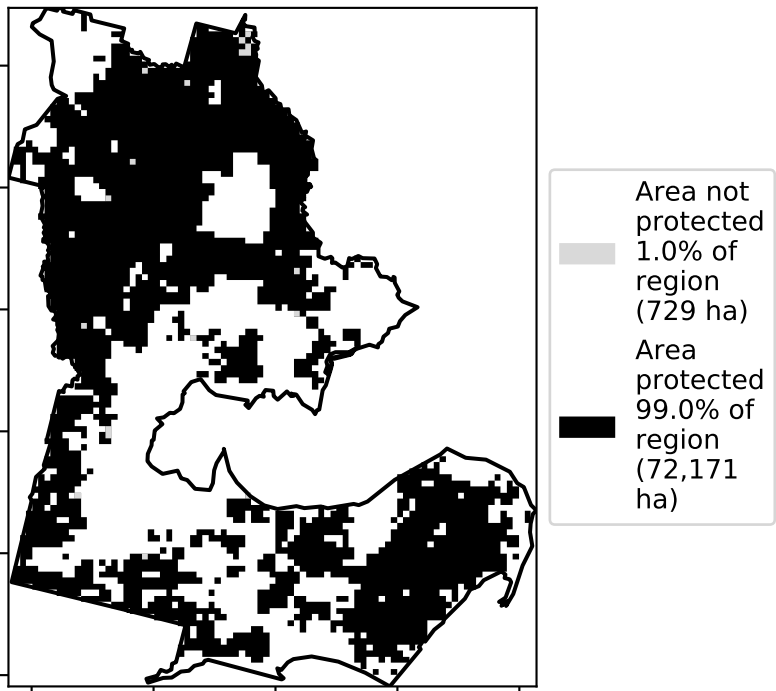 Area not
protected
1.0% of
region
(729 ha)
Area
protected
99.0% of
region
(72,171
ha)